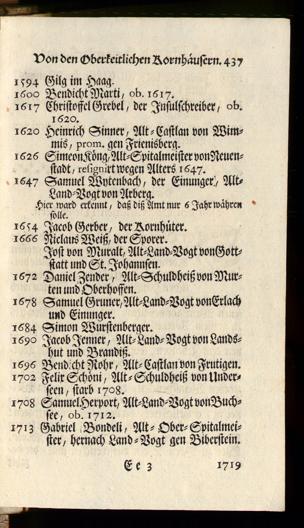 Von den Oberkeitlichen Kornhäusern. 437
1594 Gilg im Haag.
1600 Bendicht Marti, ob. 1617.
1617 Christoffel Grebel, der Insulschreiber, ob.
1620.
1620 Heinrich Sinner, Alt-Castlan von Wim-
mis, prom. gen Frienisberg.
1626 Simeon Köng, Alt-Spitalmeister von Neuen-
stadt, resignirt wegen Alters 1647.
1647 Samuel Wytenbach, der Einunger, Alt-
Land-Vogt von Arberg.
Hier ward erkennt, daß diß Amt nur 6 Jahr währen
solle.
1654 Jacob Gerber, der Kornhüter.
1666 Niclaus Weiß, der Sporer.
Jost von Muralt, Alt-Land-Vogt von Gott-
statt und St. Johannsen.
1672 Daniel Zender, Alt-Schuldheiß von Mur-
ten und Oberhoffen.
1678 Samuel Gruner, Alt-Land-Vogt von Erlach
und Einunger.
1684 Simon Wurstenberger.
1690 Jacob Jenner, Alt-Land-Vogt von Lands-
hut und Brandiß.
1696 Bendicht Rohr, Alt-Castlan von Frutigen.
1702 Felix Schöni, Alt-Schuldheiß von Under-
seen, starb 1708.
1708 Samuel Herport, Alt-Land-Vogt von Buch-
see, ob. 1712.
1713 Gabriel Bondeli, Alt-Ober-Spitalmei-
ster, hernach Land-Vogt gen Biberstein.
Ee 3 1719